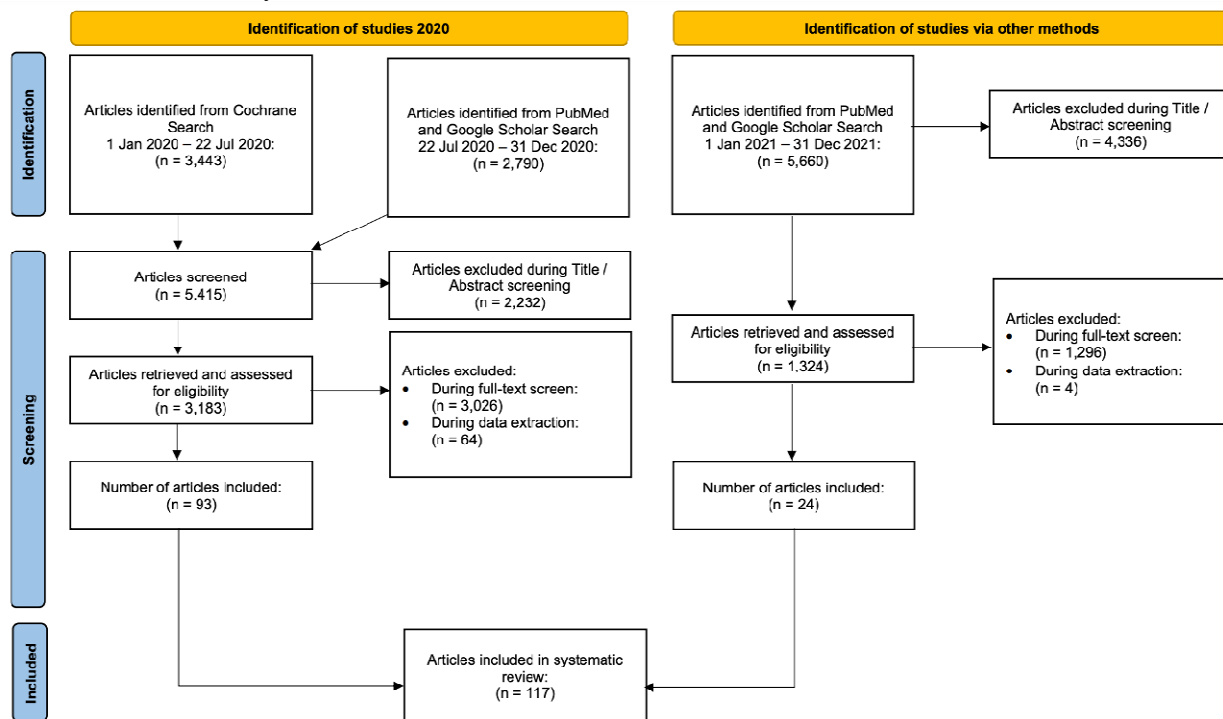 Identification of studies 2020
Identification of studies via other methods
Identification
Articles identified from Cochrane
Search
1 Jan 2020 – 22 Jul 2020:
(n = 3,443)
Articles identified from PubMed
and Google Scholar Search
22 Jul 2020 – 31 Dec 2020:
(n = 2,790)
Articles identified from PubMed
and Google Scholar Search
1 Jan 2021 – 31 Dec 2021:
(n = 5,660)
Articles excluded during Title /
Abstract screening
(n = 4,336)
Screening
Articles screened
(n = 5.415)
Articles excluded during Title /
Abstract screening
(n = 2,232)
Articles retrieved and assessed
for eligibility
(n = 3,183)
Articles excluded:
• During full-text screen:
(n = 3,026)
• During data extraction:
(n = 64)
Articles retrieved and assessed
for eligibility
(n = 1,324)
Articles excluded:
• During full-text screen:
(n = 1,296)
• During data extraction:
(n = 4)
Number of articles included:
(n = 93)
Number of articles included:
(n = 24)
Included
Articles included in systematic
review:
(n = 117)